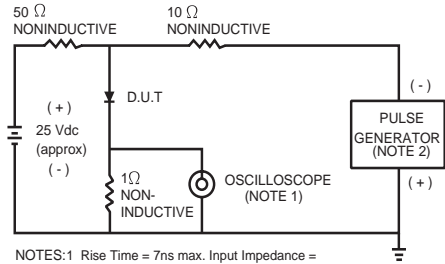 50 Ω
NONINDUCTIVE
10 Ω
NONINDUCTIVE
( + )
25 Vdc
(approx)
( - )
D.U.T
1Ω
NON-
INDUCTIVE
OSCILLOSCOPE
(NOTE 1)
( - )
PULSE
GENERATOR
(NOTE 2)
( + )
NOTES:1 Rise Time = 7ns max. Input Impedance =